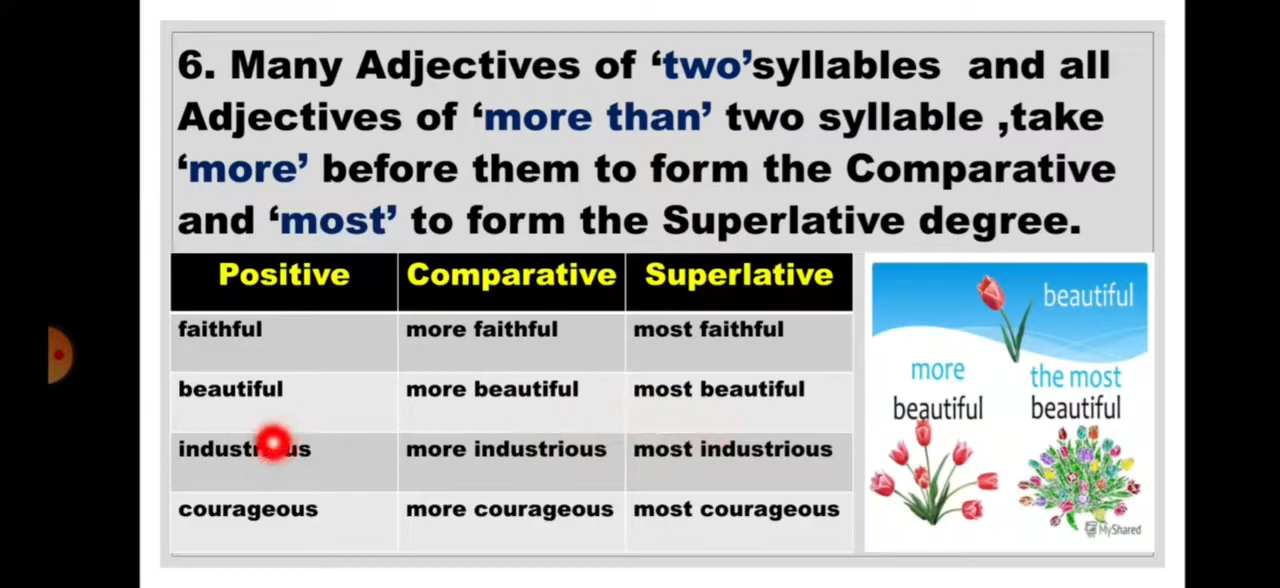 6. Many Adjectives of ‘two’syllables and all
Adjectives of ‘more than’ two syllable ,take
‘more’ before them to form the Comparative
and ‘most’ to form the Superlative degree.
Positive Comparative Superlative
faithful more faithful most faithful
beautiful more beautiful most beautiful
industrious more industrious most industrious
courageous more courageous most courageous
beautiful
more
beautiful
the most
beautiful
MyShared